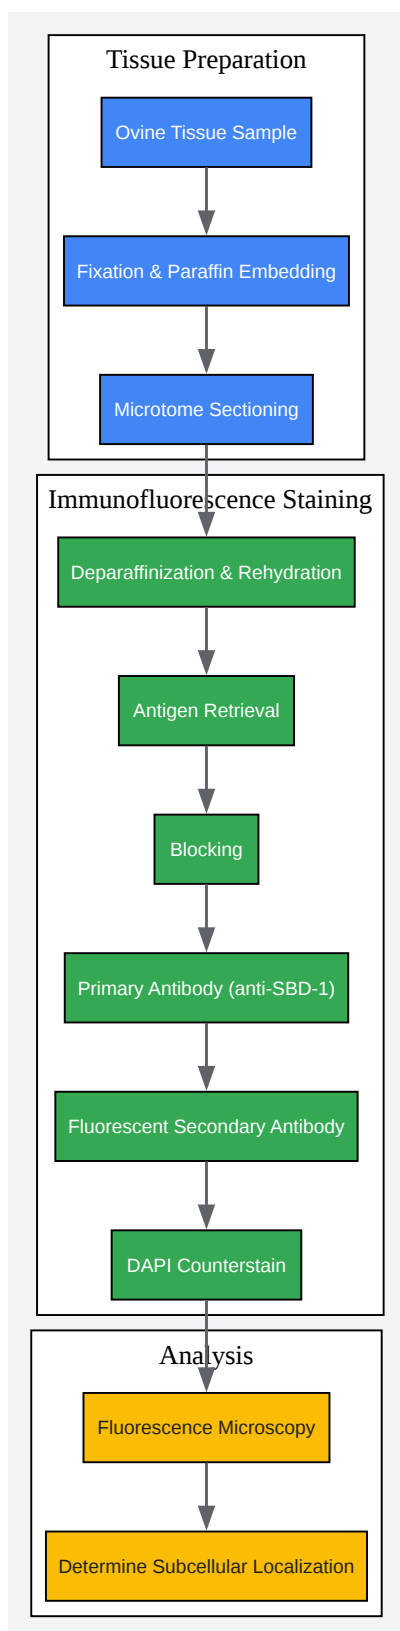 Tissue Preparation
Ovine Tissue Sample
Fixation & Paraffin Embedding
Microtome Sectioning
Immunofluorescence Staining
Deparaffinization & Rehydration
Antigen Retrieval
Blocking
Primary Antibody (anti-SBD-1)
Fluorescent Secondary Antibody
DAPI Counterstain
Analysis
Fluorescence Microscopy
Determine Subcellular Localization